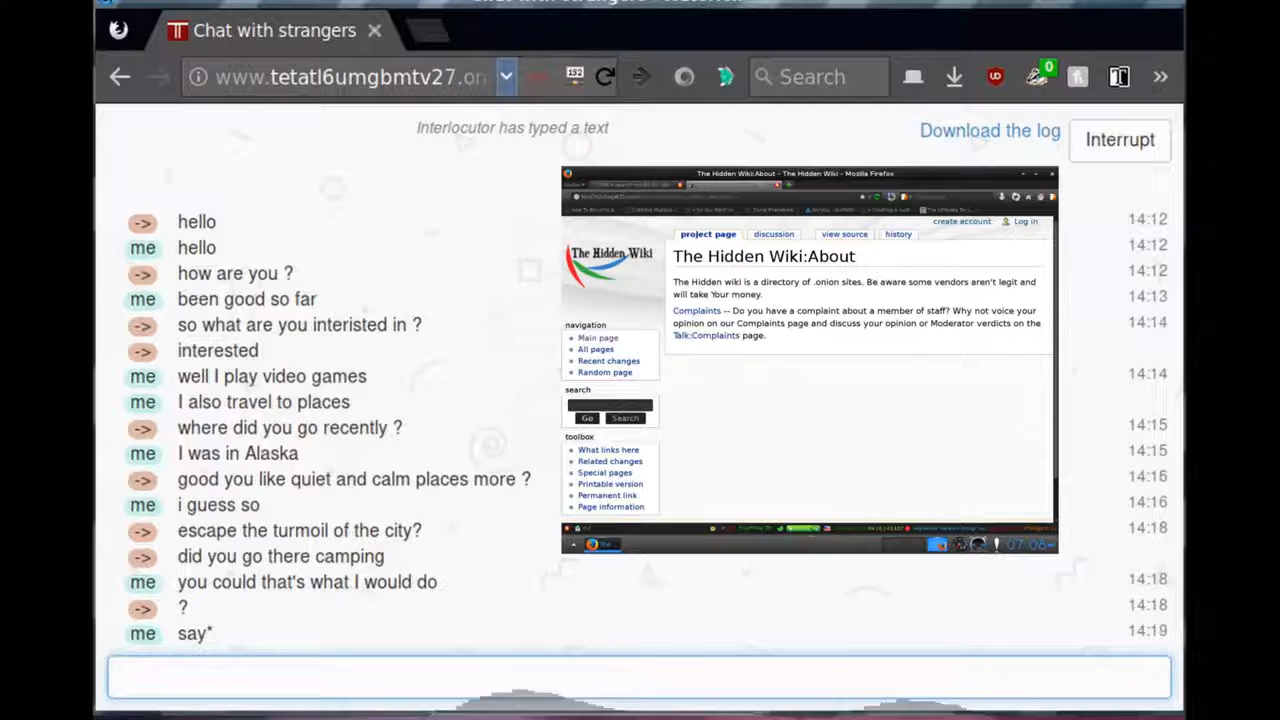 Chat with strangers
www.tetatl6umgbmtv27.on
192
Search
0
Interlocutor has typed a text
Download the log
Interrupt
-> hello 14:12
me hello 14:12
-> how are you ? 14:12
me been good so far 14:13
-> so what are you interisted in ? 14:14
-> interested
me well I play video games 14:14
me I also travel to places
-> where did you go recently ? 14:15
me I was in Alaska 14:15
-> good you like quiet and calm places more ? 14:16
me i guess so 14:16
-> escape the turmoil of the city? 14:18
-> did you go there camping
me you could that's what I would do 14:18
-> ? 14:18
me say* 14:19
The Hidden Wiki:About - The Hidden Wiki - Mozilla Firefox
create account Log in
project page discussion view source history
The Hidden Wiki
The Hidden Wiki:About
The Hidden wiki is a directory of .onion sites. Be aware some vendors aren't legit and
will take Your money.
Complaints -- Do you have a complaint about a member of staff? Why not voice your
opinion on our Complaints page and discuss your opinion or Moderator verdicts on the
Talk:Complaints page.
navigation
Main page
All pages
Recent changes
Random page
search
Go Search
toolbox
What links here
Related changes
Special pages
Printable version
Permanent link
Page information
07:08